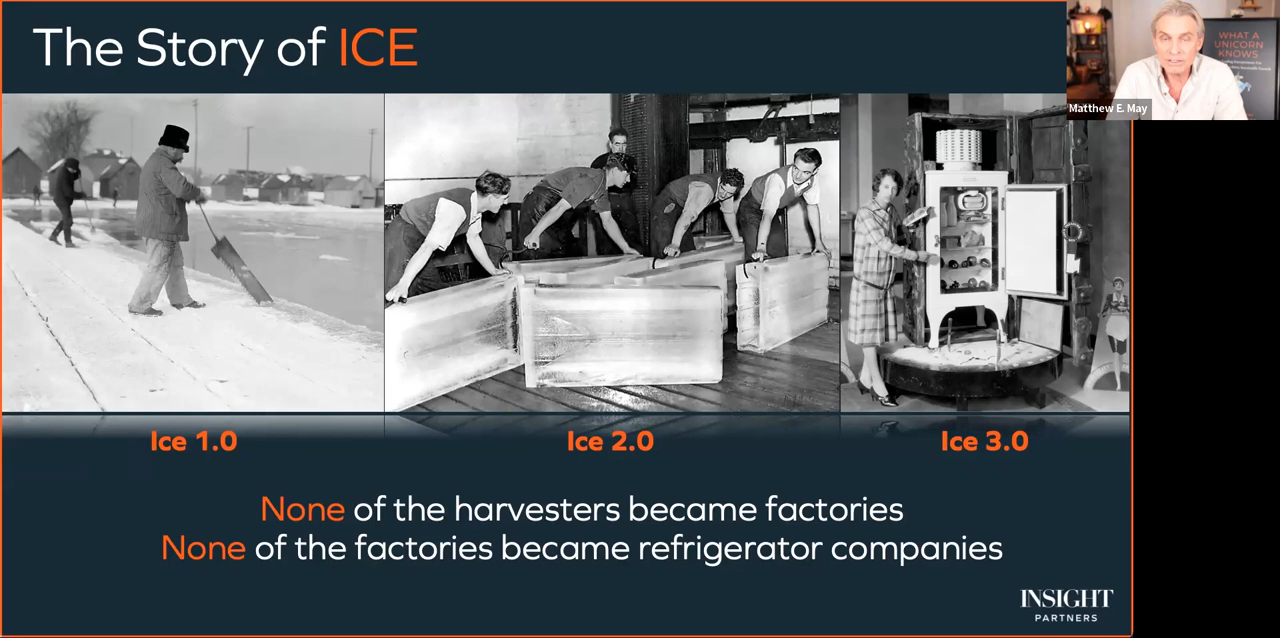 The Story of ICE
WHAT A
UNICORN
KNOWS
Matthew E. May
Ice 1.0
Ice 2.0
Ice 3.0
None of the harvesters became factories
None of the factories became refrigerator companies
INSIGHT
PARTNERS